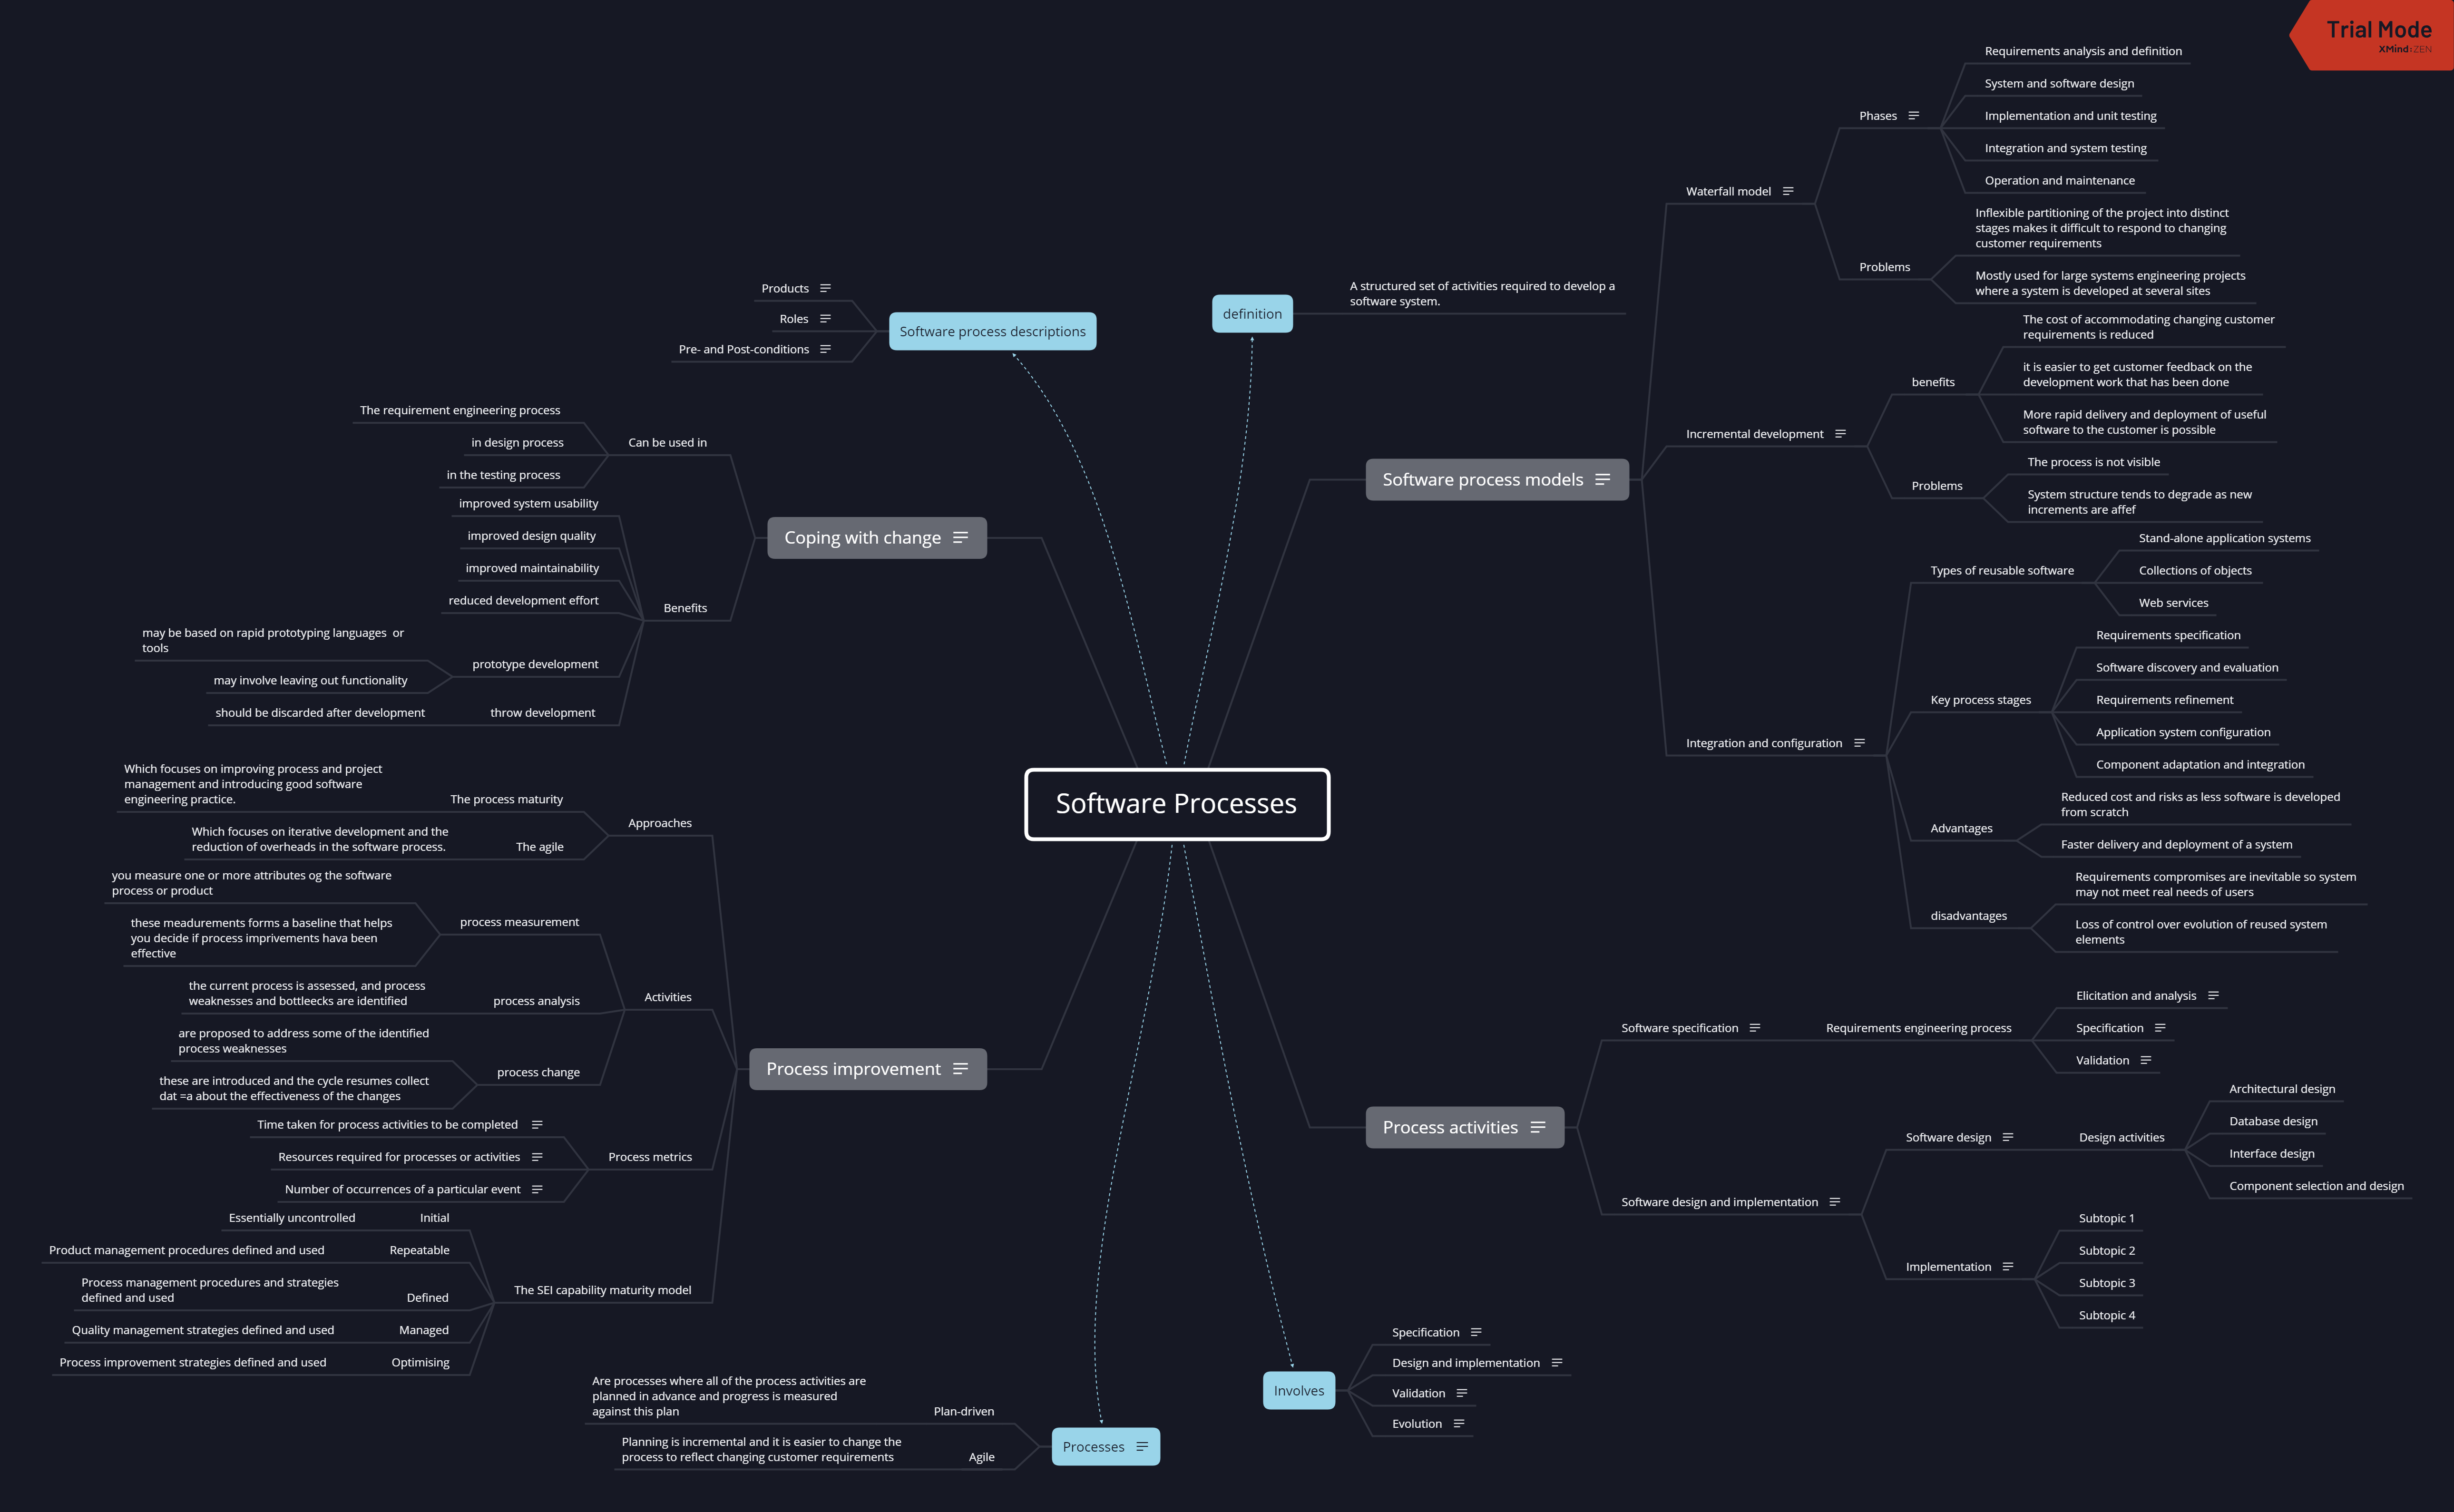 Trial Mode
XMind:ZEN
Software Processes
definition
A structured set of activities required to develop a
software system.
Software process models
Waterfall model
Phases
Requirements analysis and definition
System and software design
Implementation and unit testing
Integration and system testing
Operation and maintenance
Problems
Inflexible partitioning of the project into distinct
stages makes it difficult to respond to changing
customer requirements
Mostly used for large systems engineering projects
where a system is developed at several sites
Incremental development
benefits
The cost of accommodating changing customer
requirements is reduced
it is easier to get customer feedback on the
development work that has been done
More rapid delivery and deployment of useful
software to the customer is possible
Problems
The process is not visible
System structure tends to degrade as new
increments are affef
Integration and configuration
Types of reusable software
Stand-alone application systems
Collections of objects
Web services
Key process stages
Requirements specification
Software discovery and evaluation
Requirements refinement
Application system configuration
Component adaptation and integration
Advantages
Reduced cost and risks as less software is developed
from scratch
Faster delivery and deployment of a system
disadvantages
Requirements compromises are inevitable so system
may not meet real needs of users
Loss of control over evolution of reused system
elements
Process activities
Software specification
Requirements engineering process
Elicitation and analysis
Specification
Validation
Software design and implementation
Software design
Design activities
Architectural design
Database design
Interface design
Component selection and design
Implementation
Subtopic 1
Subtopic 2
Subtopic 3
Subtopic 4
Involves
Specification
Design and implementation
Validation
Evolution
Software process descriptions
Products
Roles
Pre- and Post-conditions
Coping with change
Can be used in
The requirement engineering process
in design process
in the testing process
Benefits
improved system usability
improved design quality
improved maintainability
reduced development effort
prototype development
may be based on rapid prototyping languages  or
tools
may involve leaving out functionality
throw development
should be discarded after development
Process improvement
Approaches
The process maturity
Which focuses on improving process and project
management and introducing good software
engineering practice.
The agile
Which focuses on iterative development and the
reduction of overheads in the software process.
Activities
process measurement
you measure one or more attributes og the software
process or product
these meadurements forms a baseline that helps
you decide if process imprivements hava been
effective
process analysis
the current process is assessed, and process
weaknesses and bottleecks are identified
process change
are proposed to address some of the identified
process weaknesses
these are introduced and the cycle resumes collect
dat =a about the effectiveness of the changes
Process metrics
Time taken for process activities to be completed
Resources required for processes or activities
Number of occurrences of a particular event
The SEI capability maturity model
Initial
Essentially uncontrolled
Repeatable
Product management procedures defined and used
Defined
Process management procedures and strategies
defined and used
Managed
Quality management strategies defined and used
Optimising
Process improvement strategies defined and used
Processes
Plan-driven
Are processes where all of the process activities are
planned in advance and progress is measured
against this plan
Agile
Planning is incremental and it is easier to change the
process to reflect changing customer requirements